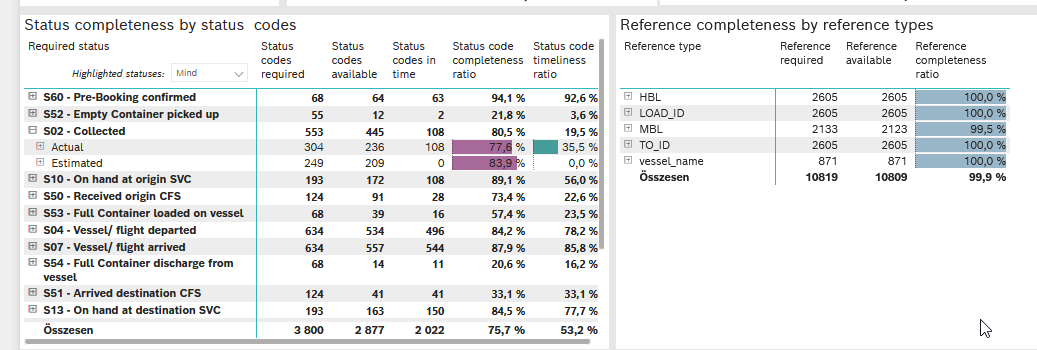 Status completeness by status codes
Required status
Status codes required
Status codes available
Status codes in time
Status code completeness ratio
Status code timeliness ratio
Highlighted statuses: Mind
S60 - Pre-Booking confirmed 68 64 63 94,1 % 92,6 %
S52 - Empty Container picked up 55 12 2 21,8 % 3,6 %
S02 - Collected 553 445 108 80,5 % 19,5 %
Actual 304 236 108 77,6 % 35,5 %
Estimated 249 209 0 83,9 % 0,0 %
S10 - On hand at origin SVC 193 172 108 89,1 % 56,0 %
S50 - Received origin CFS 124 91 28 73,4 % 22,6 %
S53 - Full Container loaded on vessel 68 39 16 57,4 % 23,5 %
S04 - Vessel/ flight departed 634 534 496 84,2 % 78,2 %
S07 - Vessel/ flight arrived 634 557 544 87,9 % 85,8 %
S54 - Full Container discharge from vessel 68 14 11 20,6 % 16,2 %
S51 - Arrived destination CFS 124 41 41 33,1 % 33,1 %
S13 - On hand at destination SVC 193 163 150 84,5 % 77,7 %
Összesen 3 800 2 877 2 022 75,7 % 53,2 %
Reference completeness by reference types
Reference type
Reference required
Reference available
Reference completeness ratio
HBL 2605 2605 100,0 %
LOAD_ID 2605 2605 100,0 %
MBL 2133 2123 99,5 %
TO_ID 2605 2605 100,0 %
vessel_name 871 871 100,0 %
Összesen 10819 10809 99,9 %